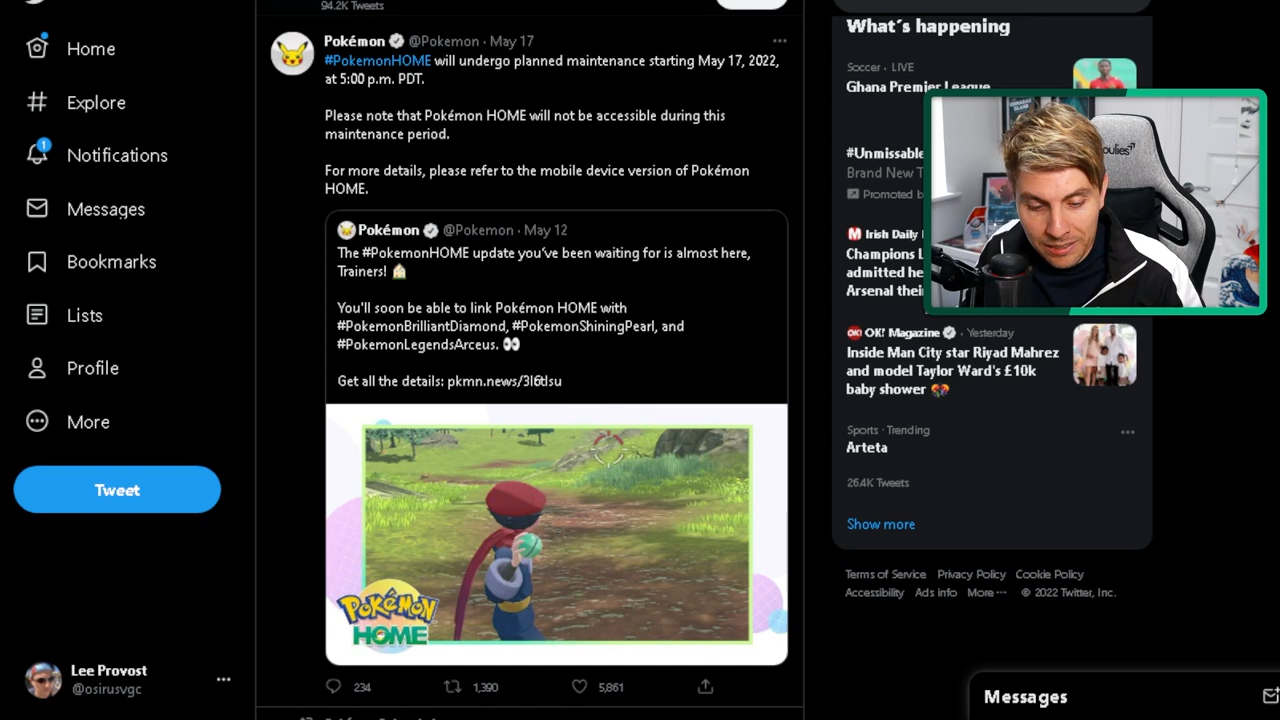 94.2K Tweets
Home
Explore
1
Notifications
Messages
Bookmarks
Lists
Profile
More
Tweet
Lee Provost
@osirusvgc
Pokémon @Pokemon · May 17
#PokemonHOME will undergo planned maintenance starting May 17, 2022,
at 5:00 p.m. PDT.
Please note that Pokémon HOME will not be accessible during this
maintenance period.
For more details, please refer to the mobile device version of Pokémon
HOME.
Pokémon @Pokemon · May 12
The #PokemonHOME update you've been waiting for is almost here,
Trainers!
You'll soon be able to link Pokémon HOME with
#PokemonBrilliantDiamond, #PokemonShiningPearl, and
#PokemonLegendsArceus.
Get all the details: pkmn.news/3l6tlsu
POKÉMON
HOME
234 1,390 5,861
What's happening
Soccer · LIVE
Ghana Premier League
#Unmissable
Brand New T
Promoted b
Irish Daily
Champions L
admitted he
Arsenal thei
OK! OK! Magazine · Yesterday
Inside Man City star Riyad Mahrez
and model Taylor Ward's £10k
baby shower
Sports · Trending
Arteta
26.4K Tweets
Show more
Terms of Service Privacy Policy Cookie Policy
Accessibility Ads info More ··· © 2022 Twitter, Inc.
Messages